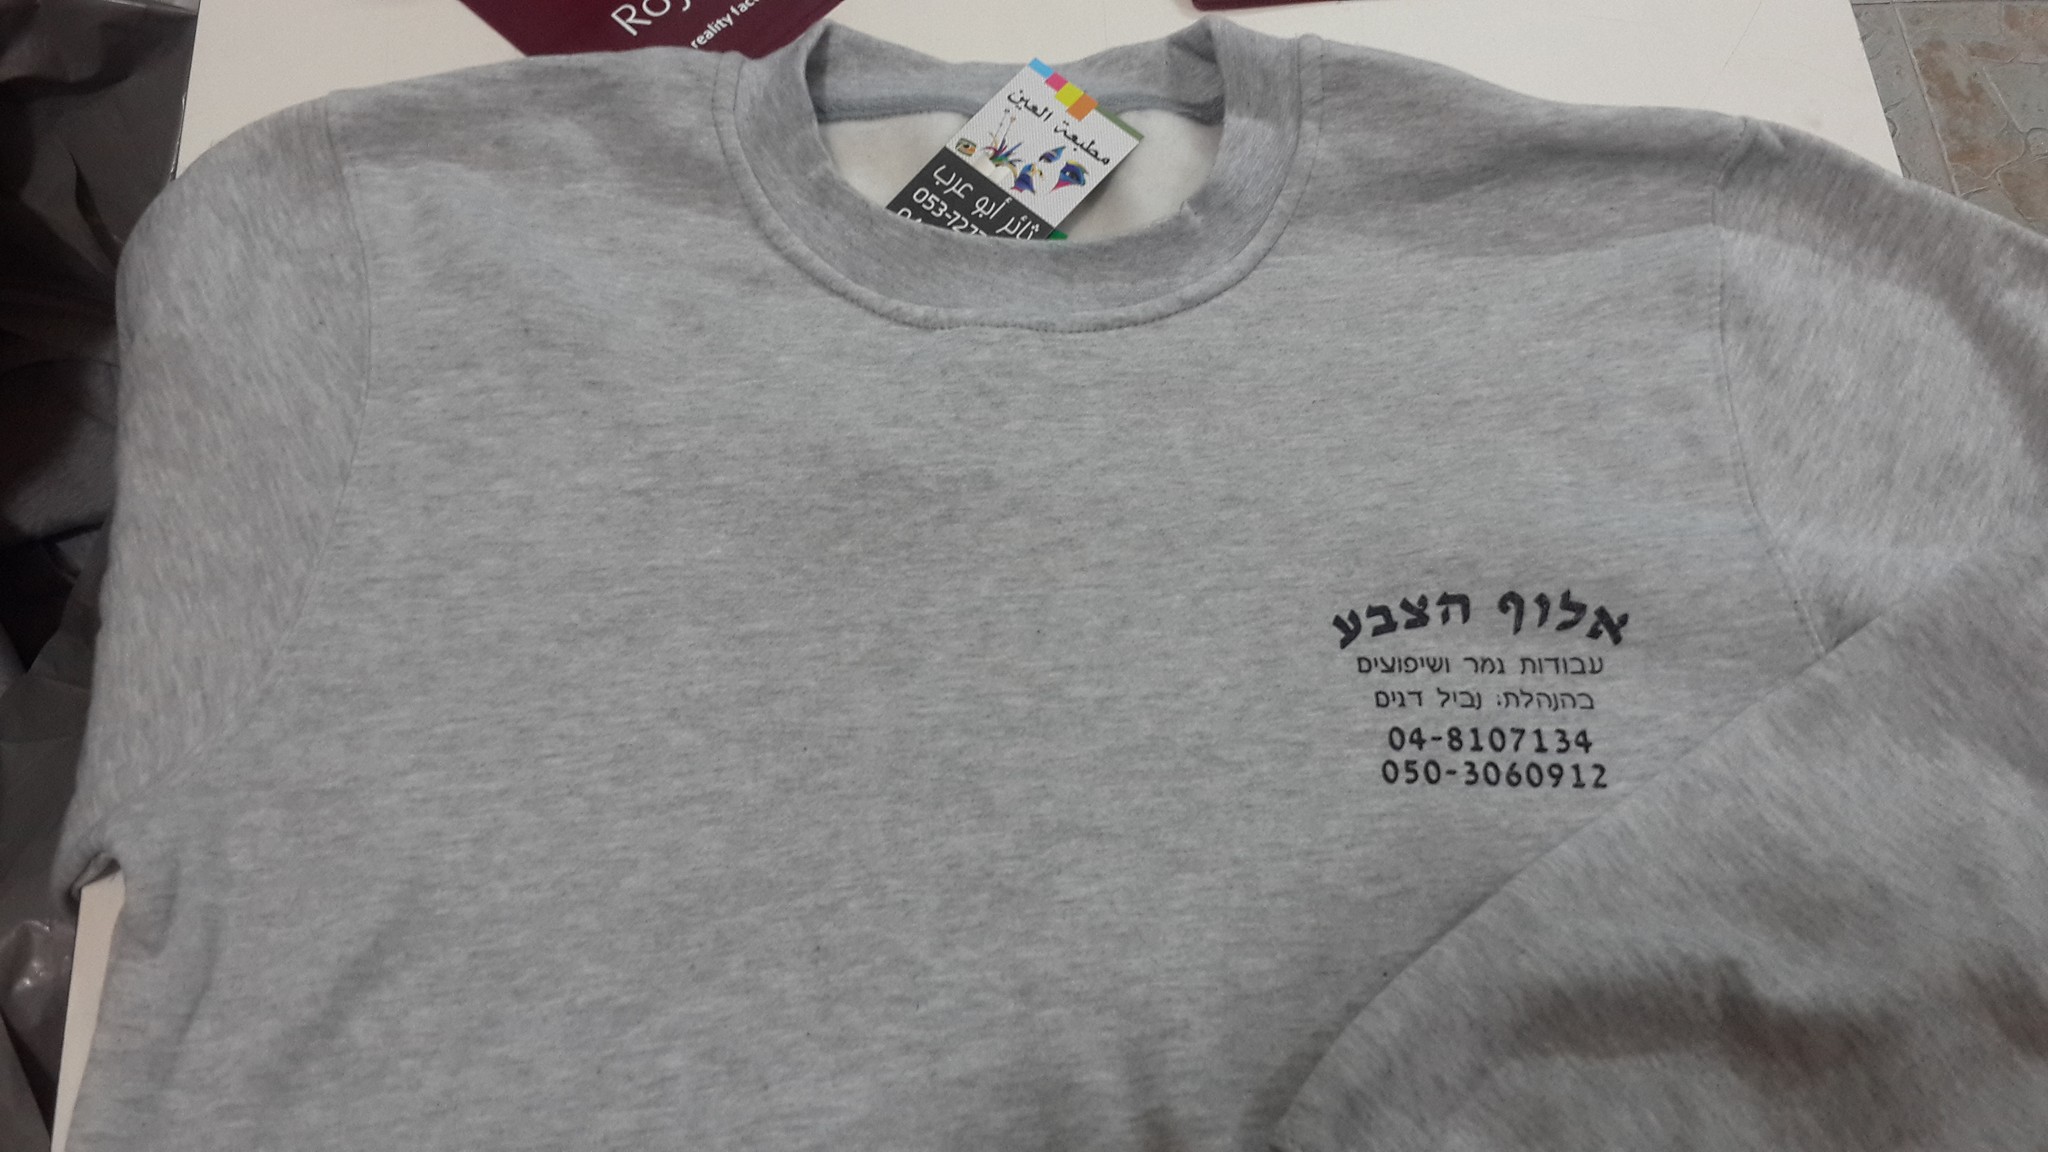 مطبعة العين
ثائر أبو عرب
אלוף הצבע
עבודות גמר ושיפוצים
בהנהלת: נביל דגים
04-8107134
050-3060912